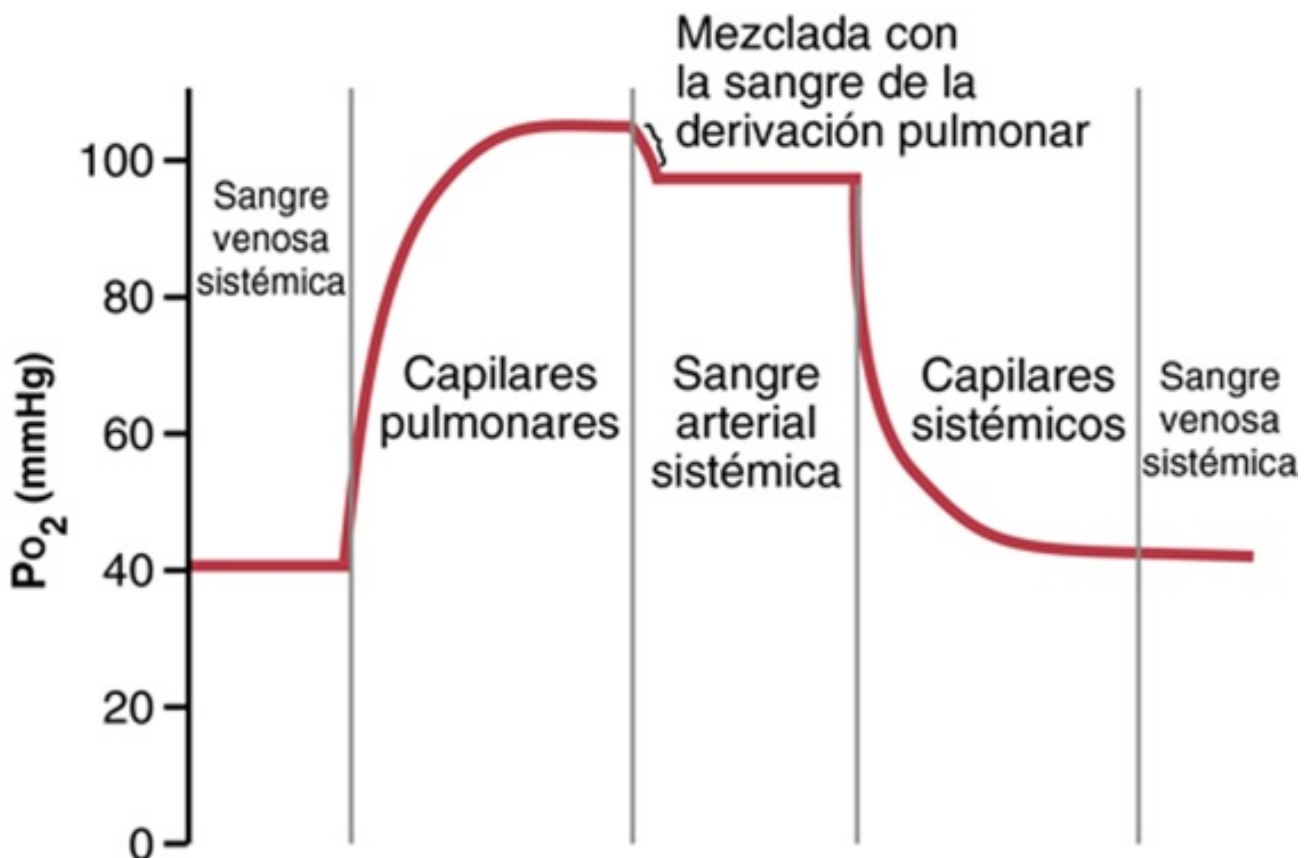 Mezclada con
la sangre de la
derivación pulmonar
100
Sangre
venosa
sistémica
80
Capilares
pulmonares
Sangre
arterial
sistémica
Capilares
sistémicos
Sangre
venosa
sistémica
60
Po2 (mmHg)
40
20
0